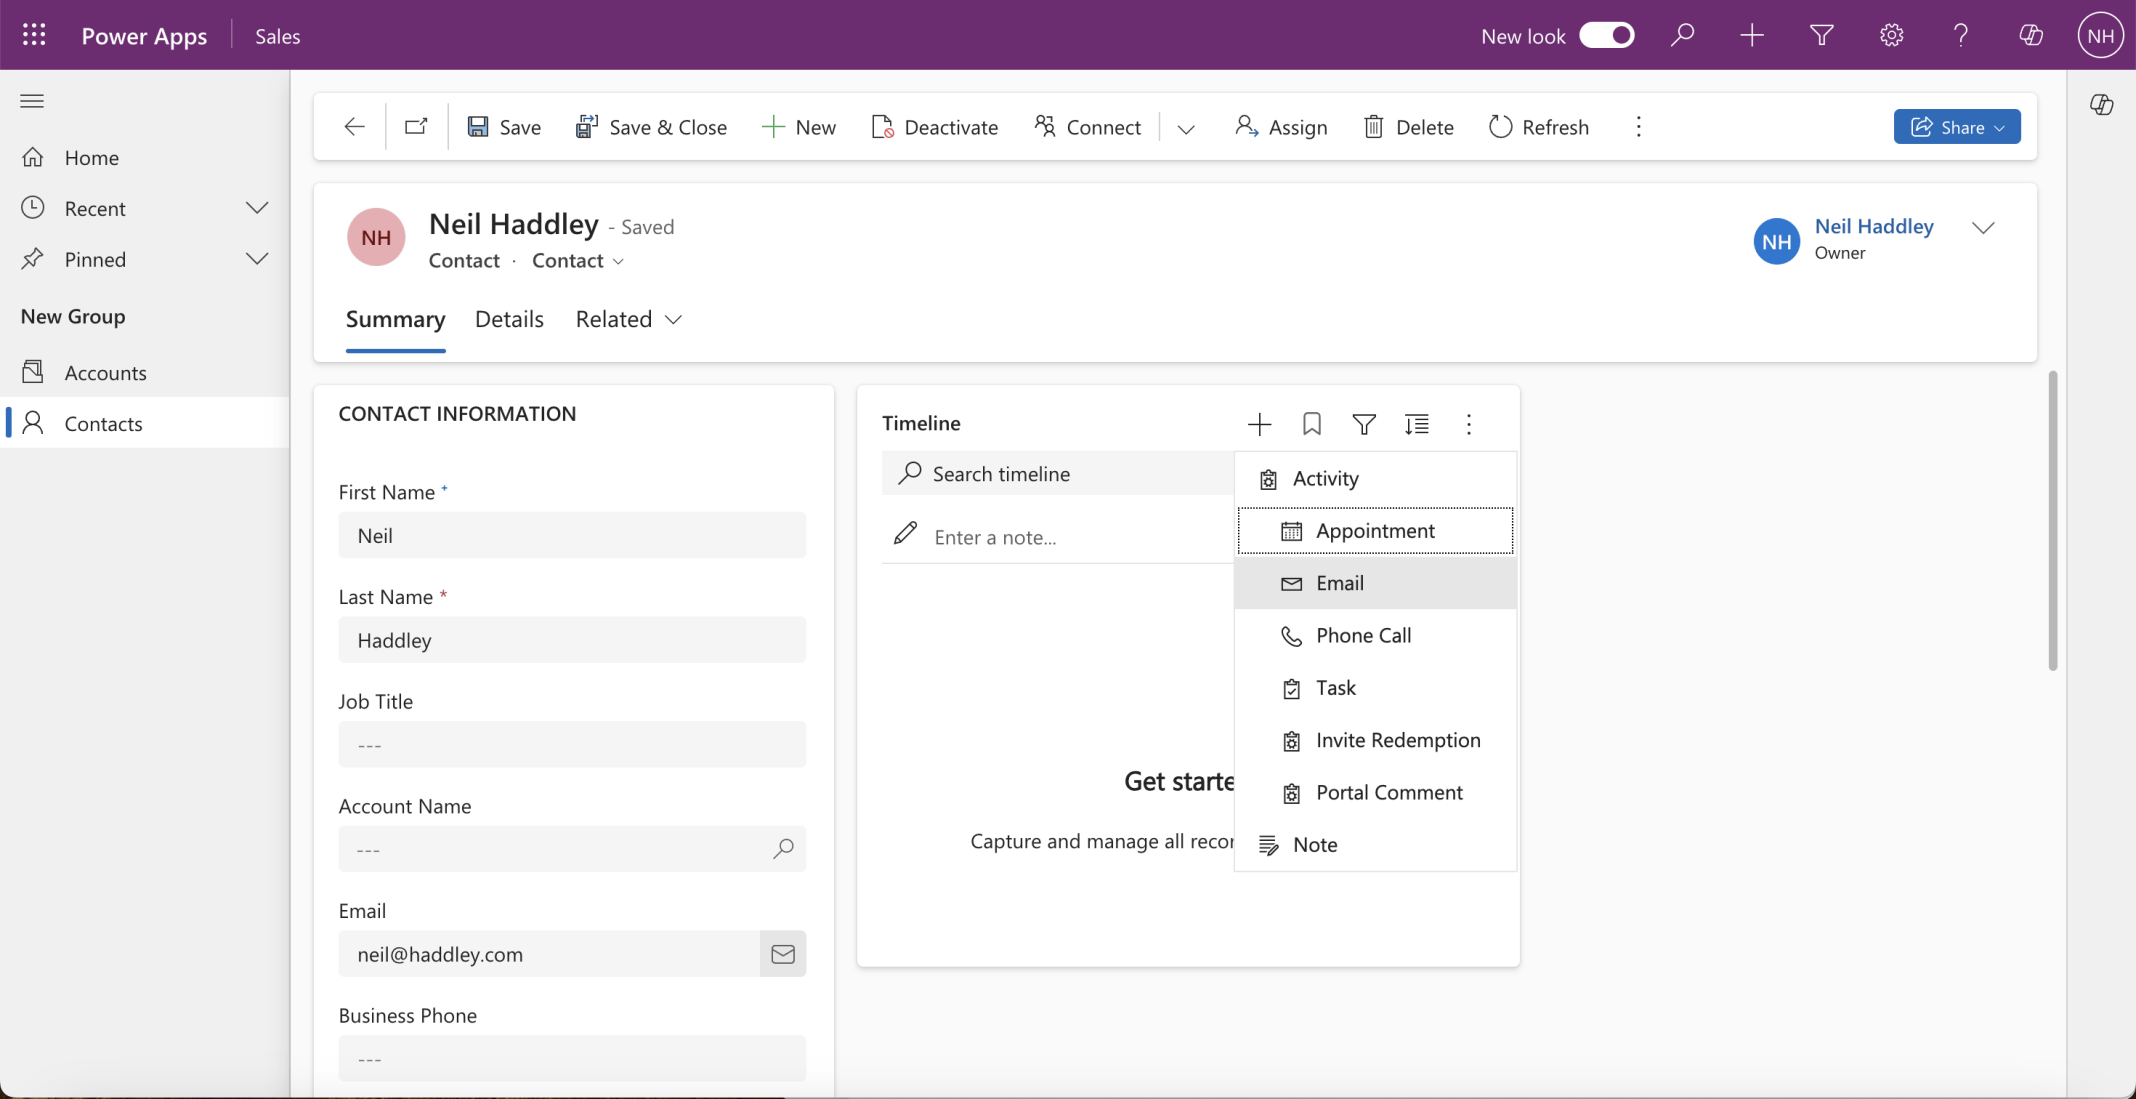 Power Apps
Sales
New look
NH
Save
Save & Close
New
Deactivate
Connect
Assign
Delete
Refresh
Share
Home
Recent
Pinned
New Group
Accounts
Contacts
NH
Neil Haddley - Saved
Contact · Contact
NH
Neil Haddley
Owner
Summary
Details
Related
CONTACT INFORMATION
First Name +
Neil
Last Name *
Haddley
Job Title
---
Account Name
---
Email
neil@haddley.com
Business Phone
---
Timeline
Search timeline
Enter a note...
Get starte
Capture and manage all recor
Activity
Appointment
Email
Phone Call
Task
Invite Redemption
Portal Comment
Note